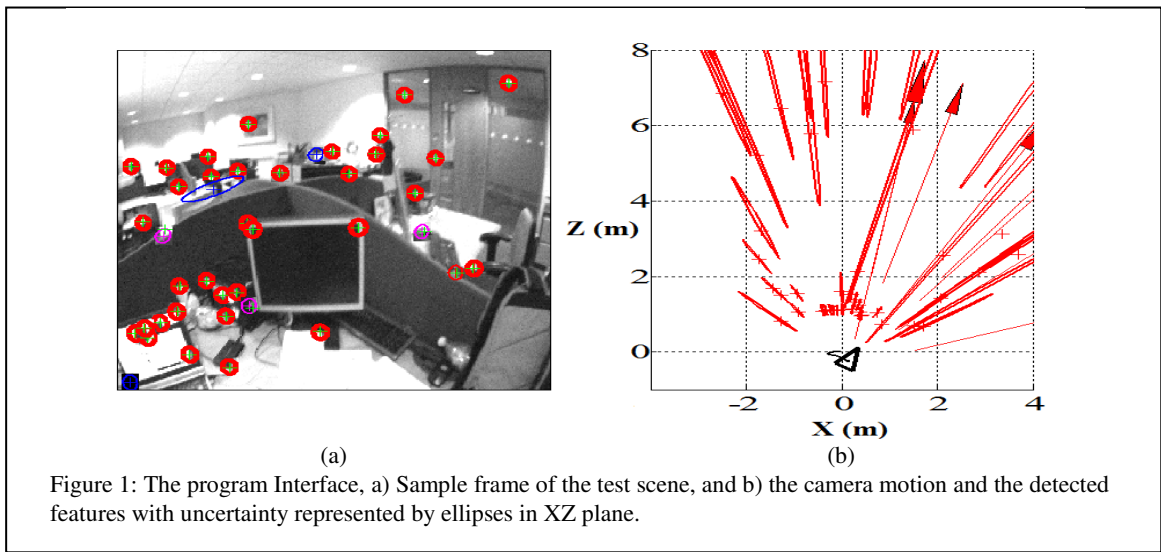 8
6
4
Z (m)
2
0
-2 0 2 4
X (m)
(a) (b)
Figure 1: The program Interface, a) Sample frame of the test scene, and b) the camera motion and the detected
features with uncertainty represented by ellipses in XZ plane.